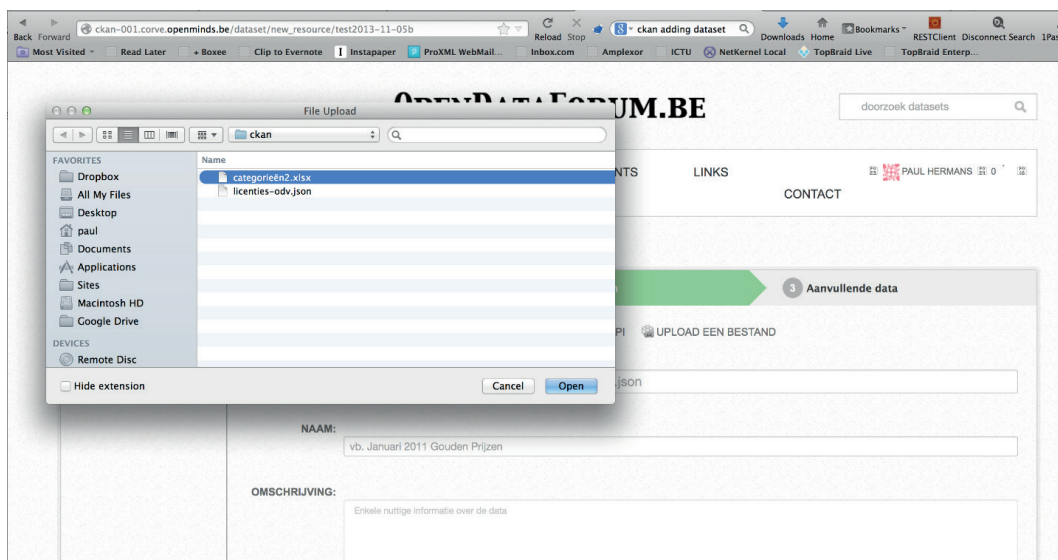 Back Forward
ckan-001.corve.openminds.be/dataset/new_resource/test2013-11-05b
Reload Stop
ckan adding dataset
Downloads Home
Bookmarks
RESTClient Disconnect Search 1Pas
Most Visited
Read Later
+ Boxee
Clip to Evernote
Instapaper
ProXML WebMail...
Inbox.com
Amplexor
ICTU
NetKernel Local
TopBraid Live
TopBraid Enterp...
OPENDATAFORUM.BE
doorzoek datasets
File Upload
ckan
FAVORITES
Dropbox
All My Files
Desktop
paul
Documents
Applications
Sites
Macintosh HD
Google Drive
DEVICES
Remote Disc
Name
categorieën2.xlsx
licenties-odv.json
Hide extension
Cancel
Open
NTS
LINKS
PAUL HERMANS
0
CONTACT
3 Aanvullende data
PI
UPLOAD EEN BESTAND
.json
NAAM:
vb. Januari 2011 Gouden Prijzen
OMSCHRIJVING:
Enkele nuttige informatie over de data